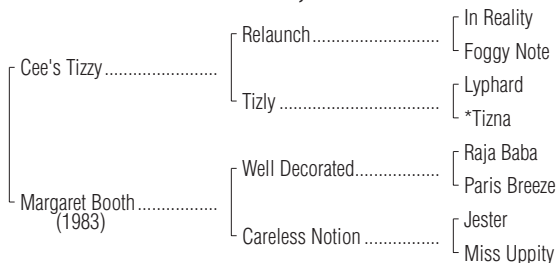 In Reality
Relaunch
Foggy Note
Cee's Tizzy
Lyphard
Tizly
*Tizna
Raja Baba
Well Decorated
Paris Breeze
Margaret Booth
(1983)
Jester
Careless Notion
Miss Uppity